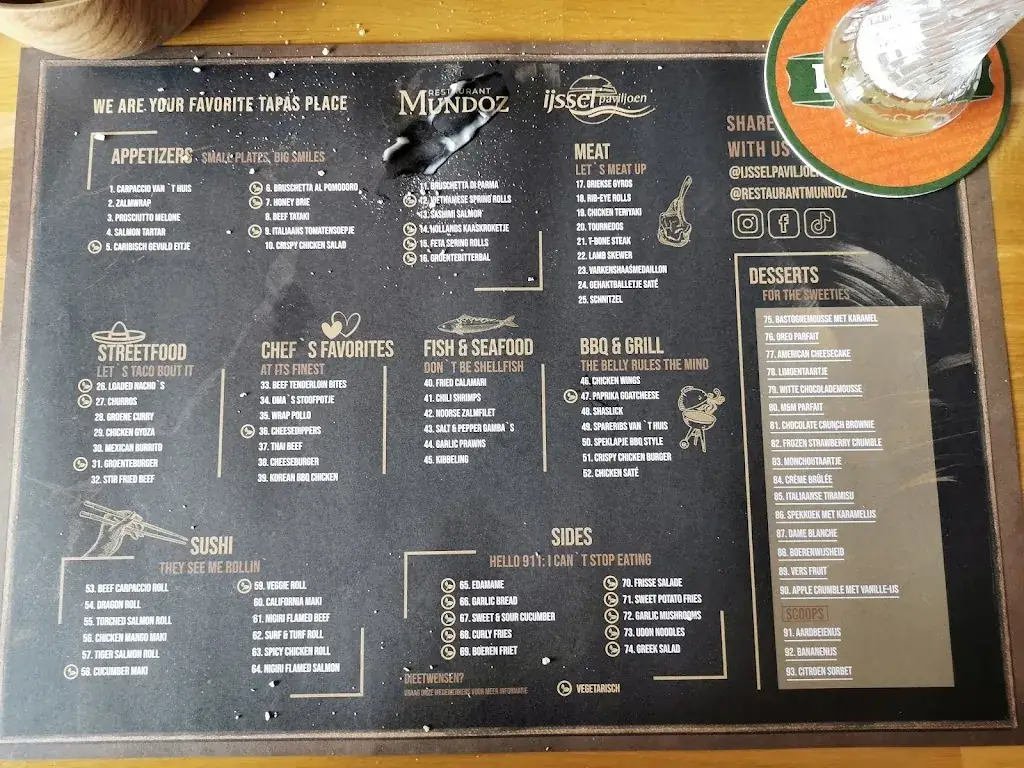 WE ARE YOUR FAVORITE TAPAS PLACE
RESTAURANT
MUNDOZ
ijssel paviljoen
APPETIZERS - SMALL PLATES, BIG SMILES
1. CARPACCIO VAN `T HUIS
2. ZALMWRAP
3. PROSCIUTTO MELONE
4. SALMON TARTAR
5. CARIBISCH GEVULD EITJE
6. BRUSCHETTA AL POMODORO
7. HONEY BRIE
8. BEEF TATAKI
9. ITALIAANS TOMATENSOEPJE
10. CRISPY CHICKEN SALAD
11. BRUSCHETTA DI PARMA
12. VIETNAMESE SPRING ROLLS
13. SASHIMI SALMON
14. HOLLANDS KAASKROKETJE
15. FETA SPRING ROLLS
16. GROENTEBITTERBAL
MEAT
LET`S MEAT UP
17. GRIEKSE GYROS
18. RIB-EYE ROLLS
19. CHICKEN TERIYAKI
20. TOURNEDOS
21. T-BONE STEAK
22. LAMB SKEWER
23. VARKENSHAASMEDAILLON
24. GEHAKTBALLETJE SATÉ
25. SCHNITZEL
SHARE
WITH US
@IJSSELPAVILJOEN
@RESTAURANTMUNDOZ
STREETFOOD
LET`S TACO BOUT IT
26. LOADED NACHO`S
27. CHURROS
28. GROENE CURRY
29. CHICKEN GYOZA
30. MEXICAN BURRITO
31. GROENTEBURGER
32. STIR FRIED BEEF
CHEF`S FAVORITES
AT ITS FINEST
33. BEEF TENDERLOIN BITES
34. OMA`S STOOFPOTJE
35. WRAP POLLO
36. CHEESEDIPPERS
37. THAI BEEF
38. CHEESEBURGER
39. KOREAN BBQ CHICKEN
FISH & SEAFOOD
DON`T BE SHELLFISH
40. FRIED CALAMARI
41. CHILI SHRIMPS
42. NOORSE ZALMFILET
43. SALT & PEPPER GAMBA`S
44. GARLIC PRAWNS
45. KIBBELING
BBQ & GRILL
THE BELLY RULES THE MIND
46. CHICKEN WINGS
47. PAPRIKA GOATCHEESE
48. SHASLICK
49. SPARERIBS VAN `T HUIS
50. SPEKLAPJE BBQ STYLE
51. CRISPY CHICKEN BURGER
52. CHICKEN SATÉ
DESSERTS
FOR THE SWEETIES
75. BASTOGNEMOUSSE MET KARAMEL
76. OREO PARFAIT
77. AMERICAN CHEESECAKE
78. LIMOENTAARTJE
79. WITTE CHOCOLADEMOUSSE
80. M&M PARFAIT
81. CHOCOLATE CRUNCH BROWNIE
82. FROZEN STRAWBERRY CRUMBLE
83. MONCHOUTAARTJE
84. CRÈME BRÛLÉE
85. ITALIAANSE TIRAMISU
86. SPEKKOEK MET KARAMELIJS
87. DAME BLANCHE
88. BOERENWIJSHEID
89. VERS FRUIT
90. APPLE CRUMBLE MET VANILLE-IJS
SCOOPS
91. AARDBEIENIJS
92. BANANENIJS
93. CITROEN SORBET
SUSHI
THEY SEE ME ROLLIN
53. BEEF CARPACCIO ROLL
54. DRAGON ROLL
55. TORCHED SALMON ROLL
56. CHICKEN MANGO MAKI
57. TIGER SALMON ROLL
58. CUCUMBER MAKI
59. VEGGIE ROLL
60. CALIFORNIA MAKI
61. NIGIRI FLAMED BEEF
62. SURF & TURF ROLL
63. SPICY CHICKEN ROLL
64. NIGIRI FLAMED SALMON
SIDES
HELLO 911: I CAN`T STOP EATING
65. EDAMAME
66. GARLIC BREAD
67. SWEET & SOUR CUCUMBER
68. CURLY FRIES
69. BOEREN FRIET
70. FRISSE SALADE
71. SWEET POTATO FRIES
72. GARLIC MUSHROOMS
73. UDON NOODLES
74. GREEK SALAD
DIEETWENSEN?
VRAAG ONZE MEDEWERKERS VOOR MEER INFORMATIE
VEGETARISCH